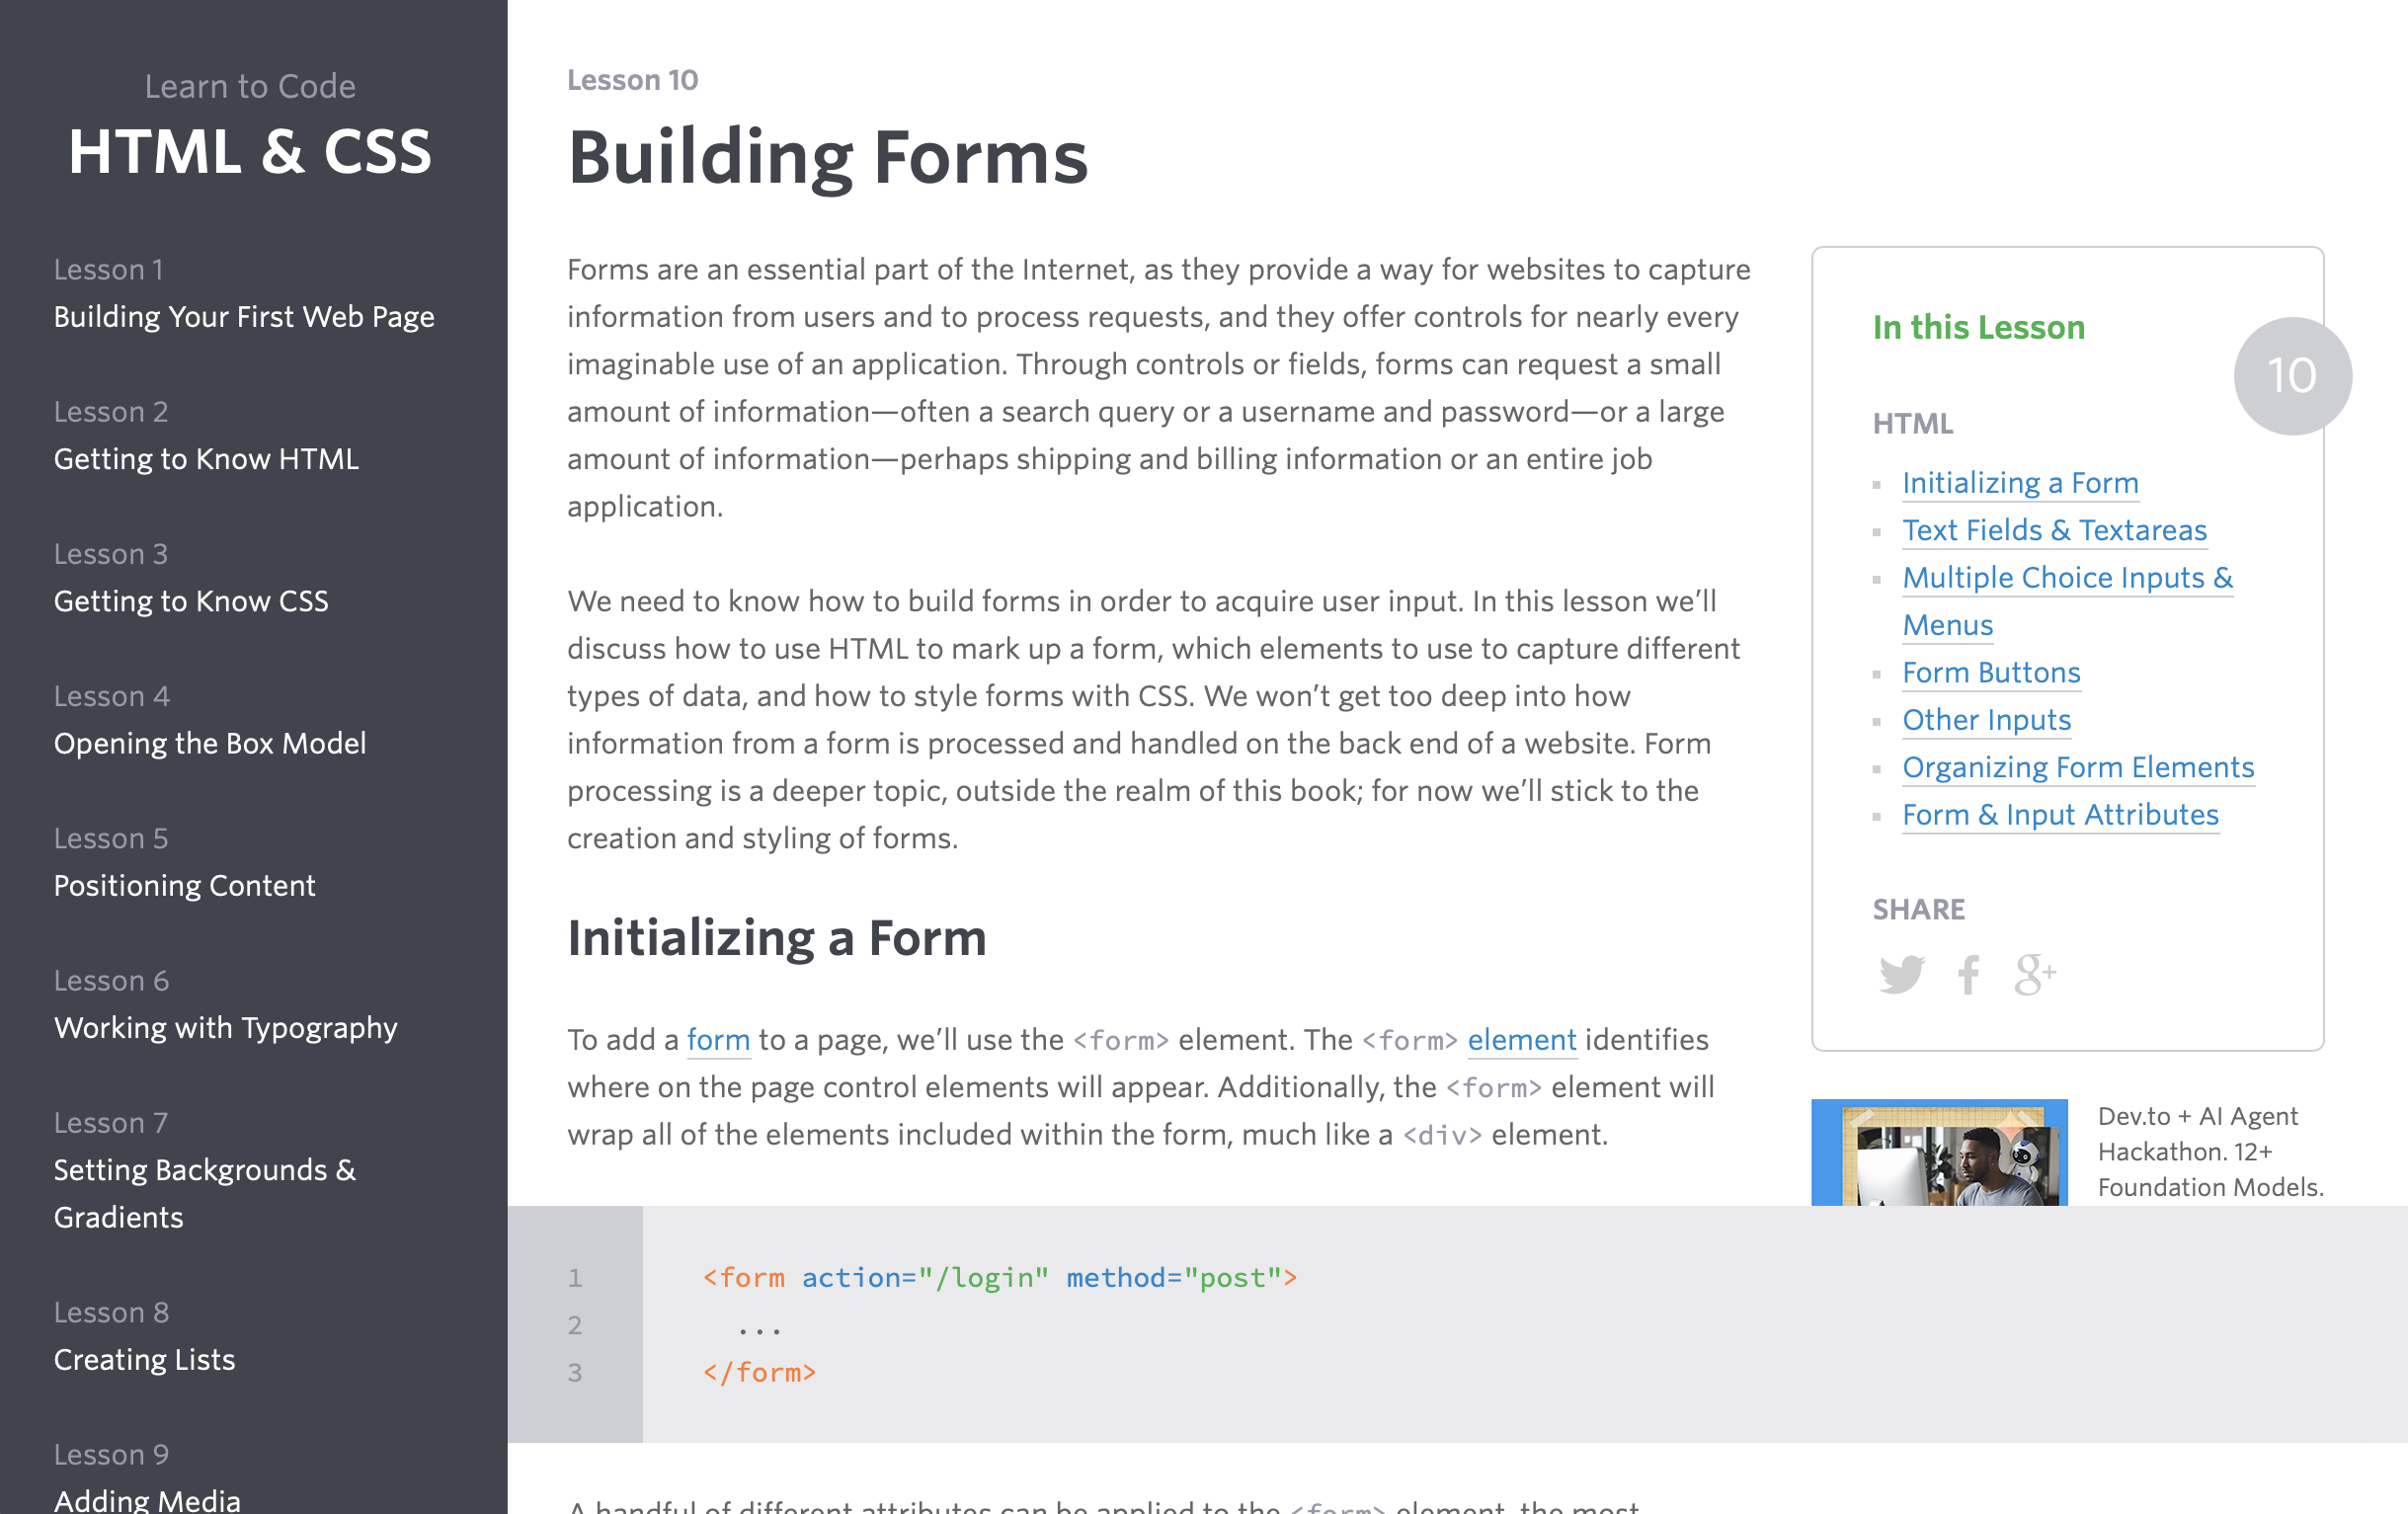 Learn to Code
HTML & CSS
Lesson 1
Building Your First Web Page
Lesson 2
Getting to Know HTML
Lesson 3
Getting to Know CSS
Lesson 4
Opening the Box Model
Lesson 5
Positioning Content
Lesson 6
Working with Typography
Lesson 7
Setting Backgrounds &
Gradients
Lesson 8
Creating Lists
Lesson 9
Adding Media
Lesson 10
Building Forms
Forms are an essential part of the Internet, as they provide a way for websites to capture
information from users and to process requests, and they offer controls for nearly every
imaginable use of an application. Through controls or fields, forms can request a small
amount of information—often a search query or a username and password—or a large
amount of information—perhaps shipping and billing information or an entire job
application.
We need to know how to build forms in order to acquire user input. In this lesson we’ll
discuss how to use HTML to mark up a form, which elements to use to capture different
types of data, and how to style forms with CSS. We won’t get too deep into how
information from a form is processed and handled on the back end of a website. Form
processing is a deeper topic, outside the realm of this book; for now we’ll stick to the
creation and styling of forms.
Initializing a Form
To add a form to a page, we’ll use the <form> element. The <form> element identifies
where on the page control elements will appear. Additionally, the <form> element will
wrap all of the elements included within the form, much like a <div> element.
1 <form action="/login" method="post">
2 ...
3 </form>
A handful of different attributes can be applied to the <form> element, the most
In this Lesson
10
HTML
Initializing a Form
Text Fields & Textareas
Multiple Choice Inputs &
Menus
Form Buttons
Other Inputs
Organizing Form Elements
Form & Input Attributes
SHARE
g+
Dev.to + AI Agent
Hackathon. 12+
Foundation Models.